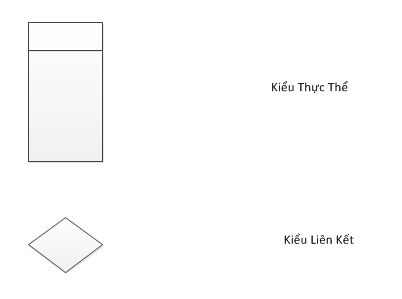 Kiểu Thực Thể
Kiểu Liên Kết